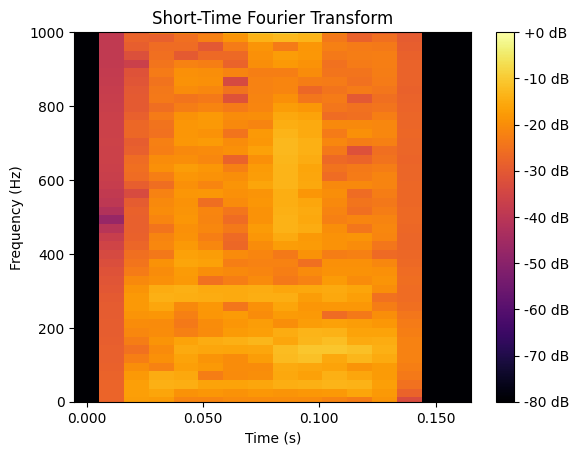 Short-Time Fourier Transform
Frequency (Hz)
1000
800
600
400
200
0
0.000
0.050
0.100
0.150
Time (s)
+0 dB
-10 dB
-20 dB
-30 dB
-40 dB
-50 dB
-60 dB
-70 dB
-80 dB